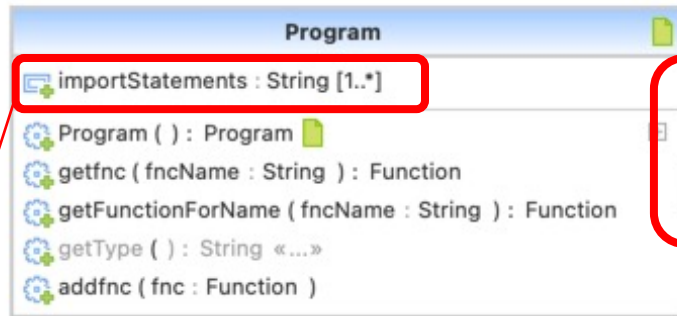 Program
importStatements : String [1..*]
Program ( ) : Program
getfnc ( fncName : String ) : Function
getFunctionForName ( fncName : String ) : Function
getType ( ) : String «...»
addfnc ( fnc : Function )